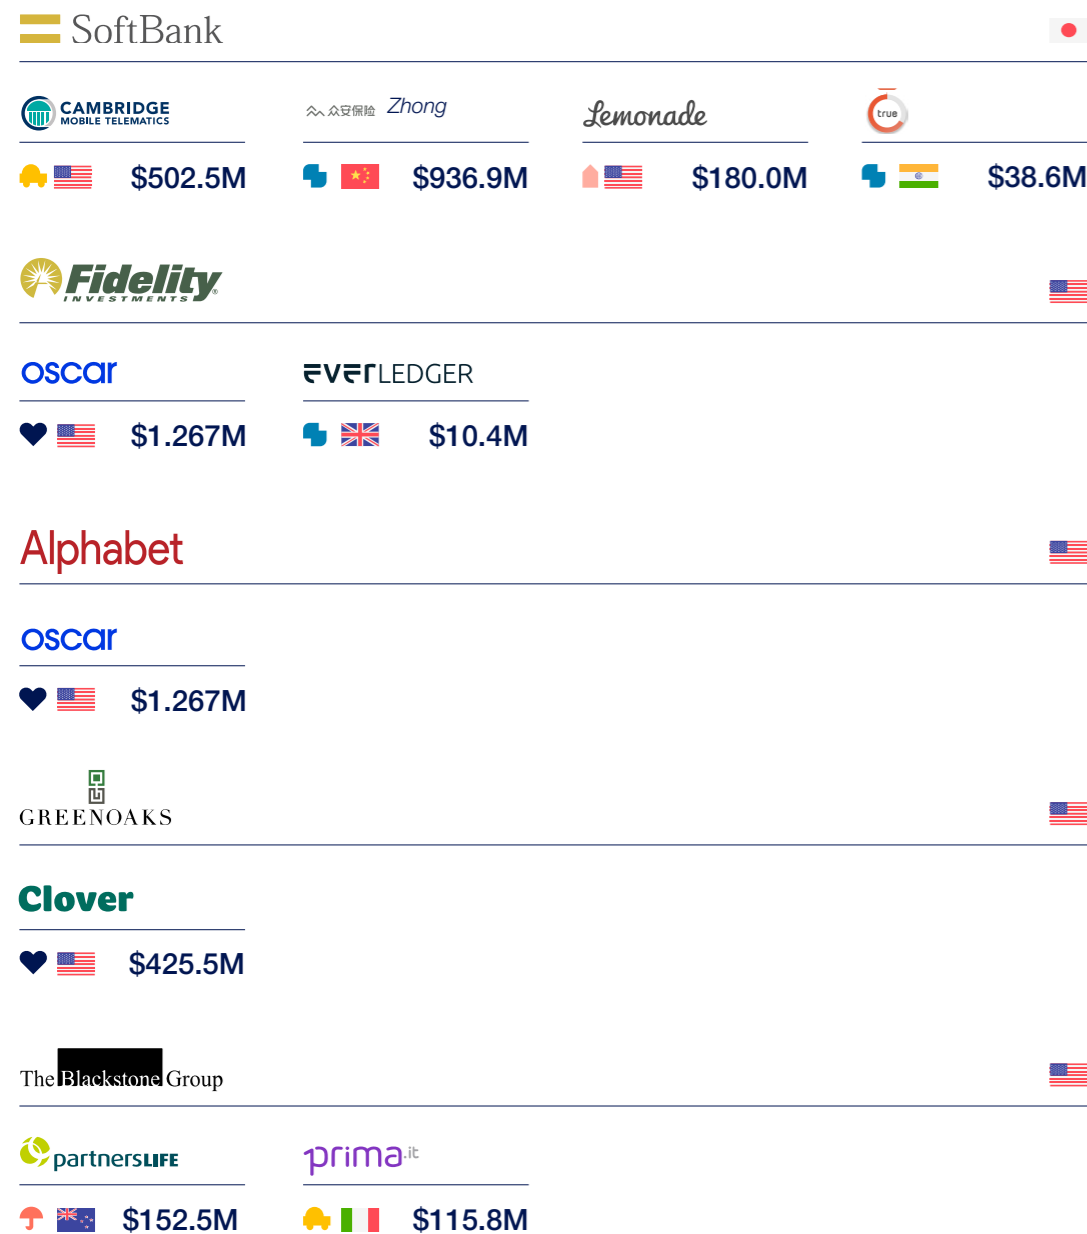 SoftBank
CAMBRIDGE
MOBILE TELEMATICS
众安保险 Zhong
Lemonade
true
$502.5M
$936.9M
$180.0M
$38.6M
Fidelity
INVESTMENTS
oscar
EVERLEDGER
$1.267M
$10.4M
Alphabet
oscar
$1.267M
GREENOAKS
Clover
$425.5M
The Blackstone Group
partnersLIFE
prima.it
$152.5M
$115.8M